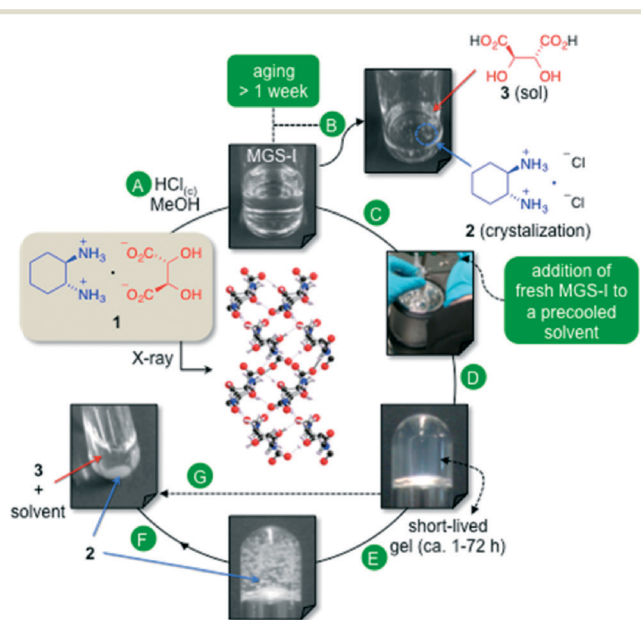 aging
> 1 week
B
HO₂C CO₂H
HO OH
3 (sol)
MGS-I
A HCl(c)
MeOH
⁺NH₃ ⁻Cl
NH₃⁺ ⁻Cl
2 (crystalization)
C
addition of
fresh MGS-I to
a precooled
solvent
⁺NH₃ ⁻O₂C OH
NH₃⁺ ⁻O₂C OH
1
X-ray
D
3
+
solvent
G
short-lived
gel (ca. 1-72 h)
2
F
E